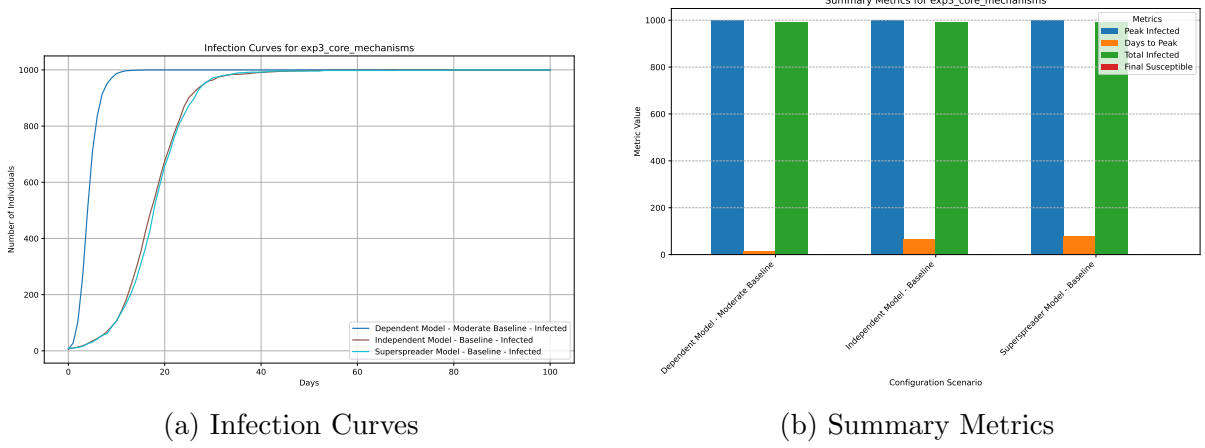 Infection Curves for exp3_core_mechanisms
Number of Individuals
1000
800
600
400
200
0
0 20 40 60 80 100
Days
Dependent Model - Moderate Baseline - Infected
Independent Model - Baseline - Infected
Superspreader Model - Baseline - Infected
(a) Infection Curves
Summary Metrics for exp3_core_mechanisms
Metric Value
1000
800
600
400
200
0
Metrics
Peak Infected
Days to Peak
Total Infected
Final Susceptible
Dependent Model - Moderate Baseline
Independent Model - Baseline
Superspreader Model - Baseline
Configuration Scenario
(b) Summary Metrics